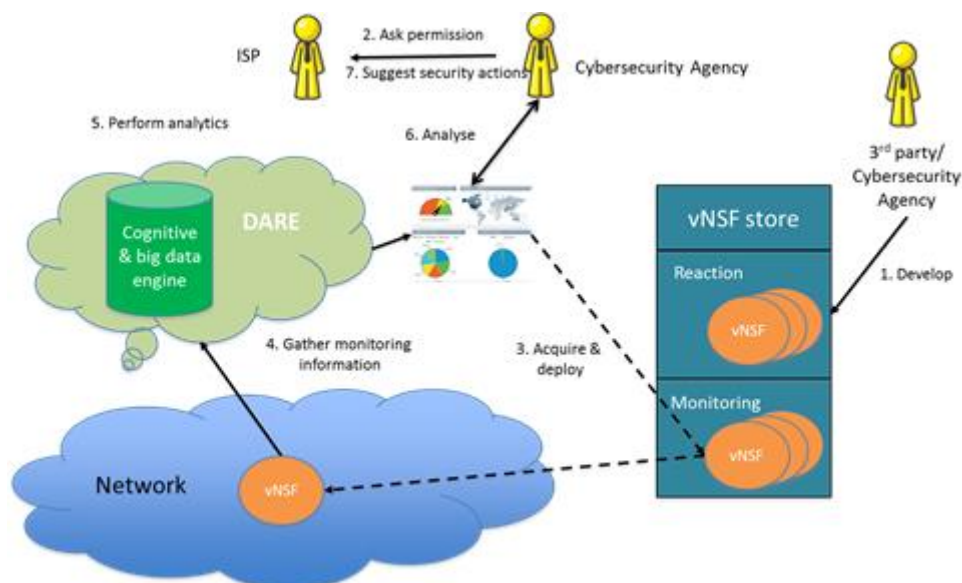 ISP
2. Ask permission
7. Suggest security actions
Cybersecurity Agency
5. Perform analytics
6. Analyse
3rd party/
Cybersecurity
Agency
DARE
Cognitive
& big data
engine
vNSF store
Reaction
1. Develop
vNSF
4. Gather monitoring
information
3. Acquire &
deploy
Monitoring
vNSF
Network
vNSF